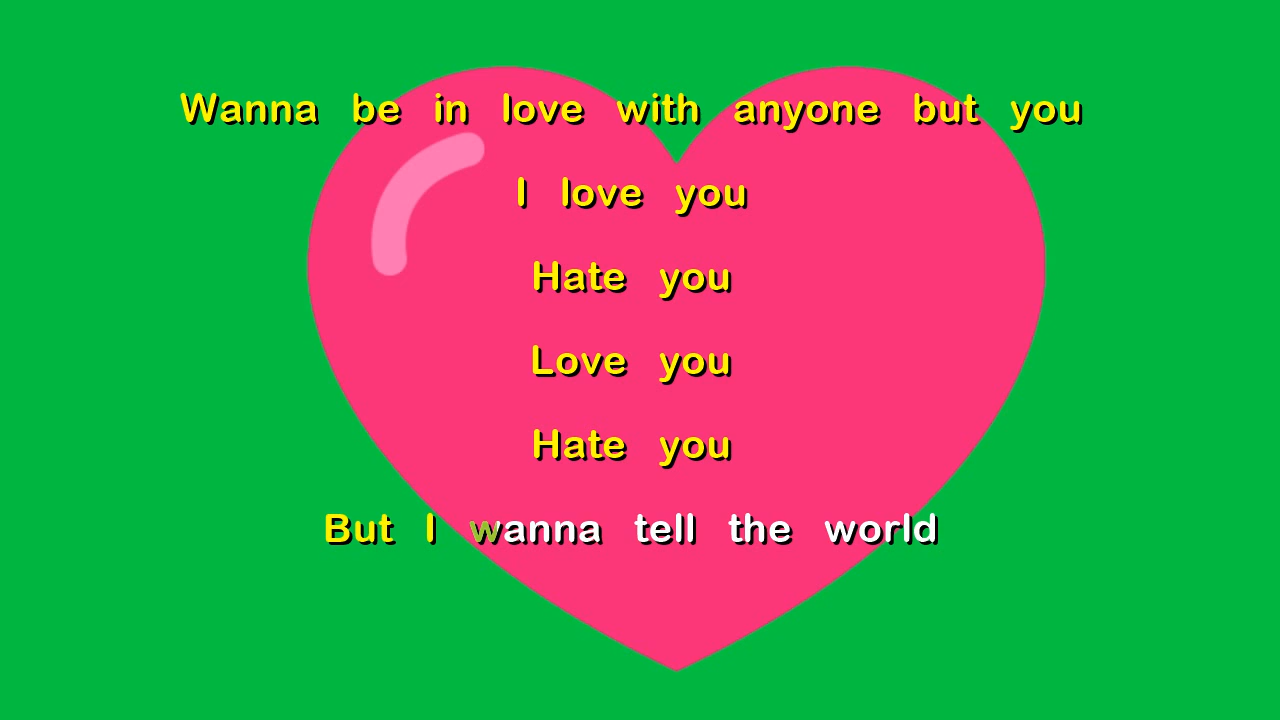 Wanna be in love with anyone but you
I love you
Hate you
Love you
Hate you
But I wanna tell the world